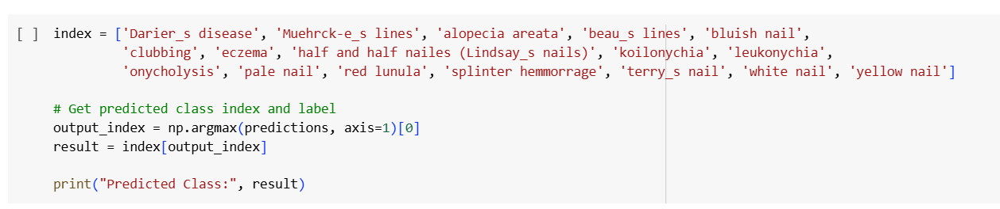 [ ] index = ['Darier_s disease', 'Muehrck-e_s lines', 'alopecia areata', 'beau_s lines', 'bluish nail',
'clubbing', 'eczema', 'half and half nailes (Lindsay_s nails)', 'koilonychia', 'leukonychia',
'onycholysis', 'pale nail', 'red lunula', 'splinter hemmorrage', 'terry_s nail', 'white nail', 'yellow nail']
# Get predicted class index and label
output_index = np.argmax(predictions, axis=1)[0]
result = index[output_index]
print("Predicted Class:", result)